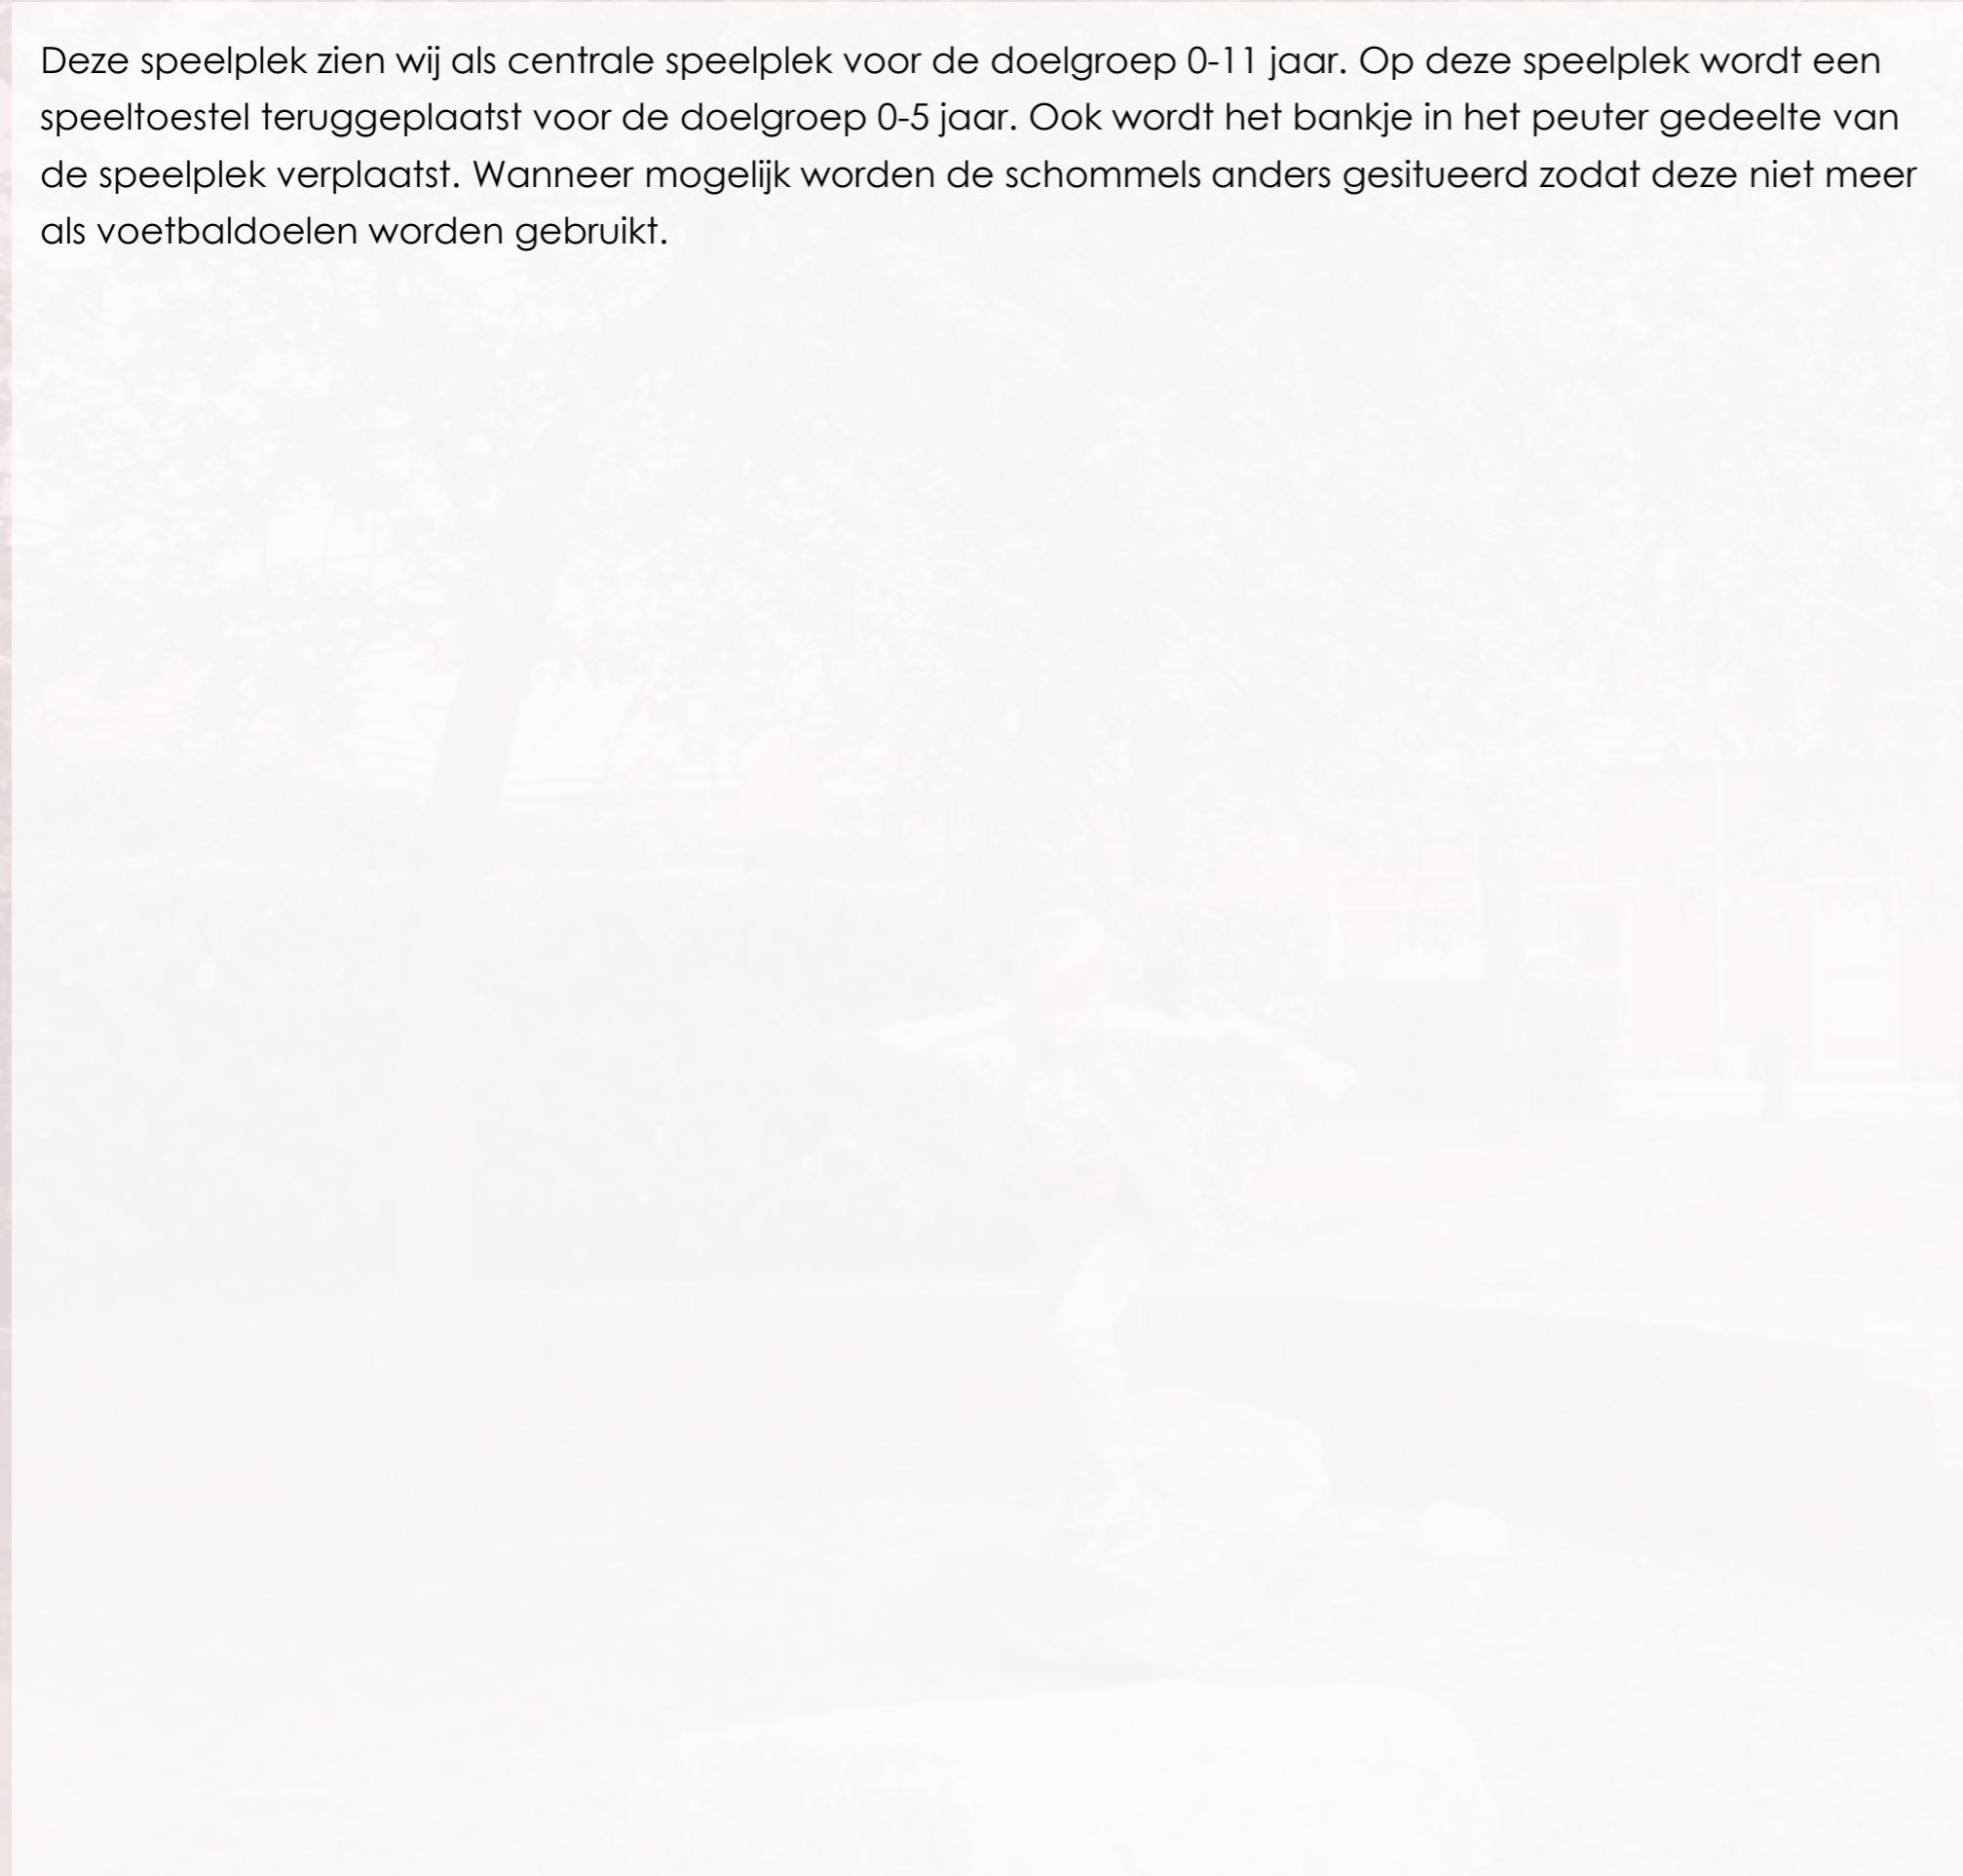 Deze speelplek zien wij als centrale speelplek voor de doelgroep 0-11 jaar. Op deze speelplek wordt een
speeltoestel teruggeplaatst voor de doelgroep 0-5 jaar. Ook wordt het bankje in het peuter gedeelte van
de speelplek verplaatst. Wanneer mogelijk worden de schommels anders gesitueerd zodat deze niet meer
als voetbaldoelen worden gebruikt.